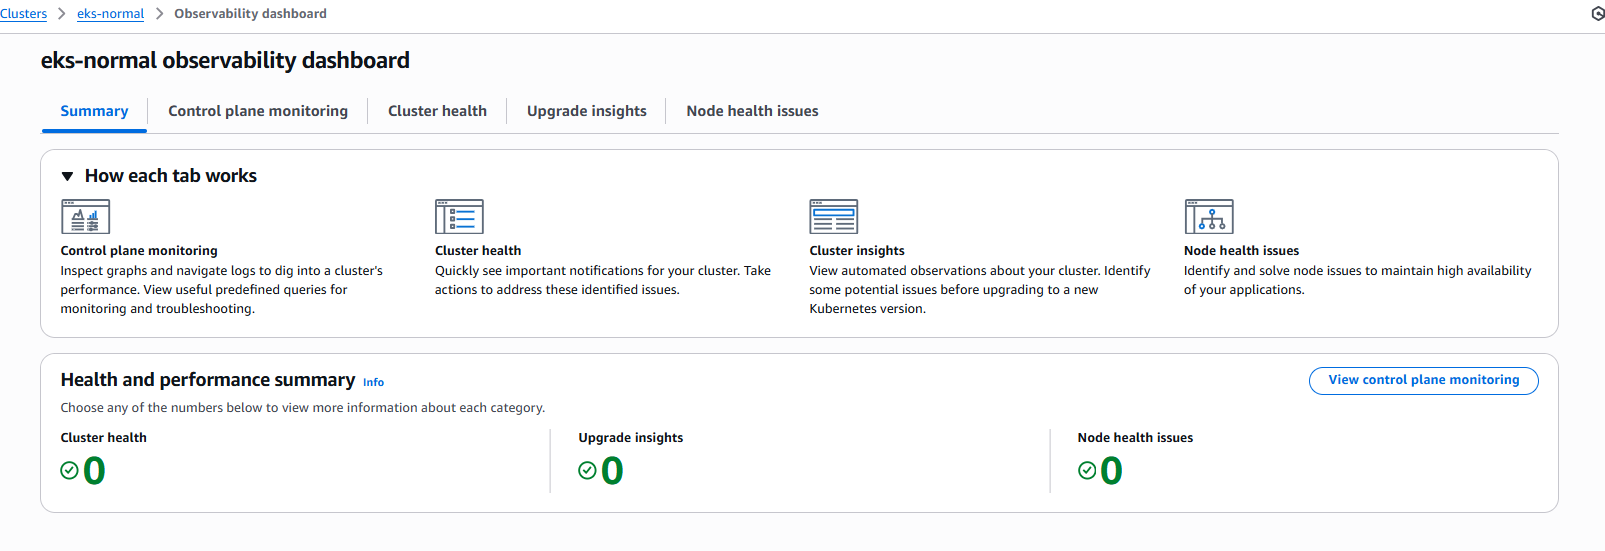 Clusters > eks-normal > Observability dashboard
eks-normal observability dashboard
Summary
Control plane monitoring
Cluster health
Upgrade insights
Node health issues
How each tab works
Control plane monitoring
Inspect graphs and navigate logs to dig into a cluster's
performance. View useful predefined queries for
monitoring and troubleshooting.
Cluster health
Quickly see important notifications for your cluster. Take
actions to address these identified issues.
Cluster insights
View automated observations about your cluster. Identify
some potential issues before upgrading to a new
Kubernetes version.
Node health issues
Identify and solve node issues to maintain high availability
of your applications.
Health and performance summary Info
View control plane monitoring
Choose any of the numbers below to view more information about each category.
Cluster health
0
Upgrade insights
0
Node health issues
0